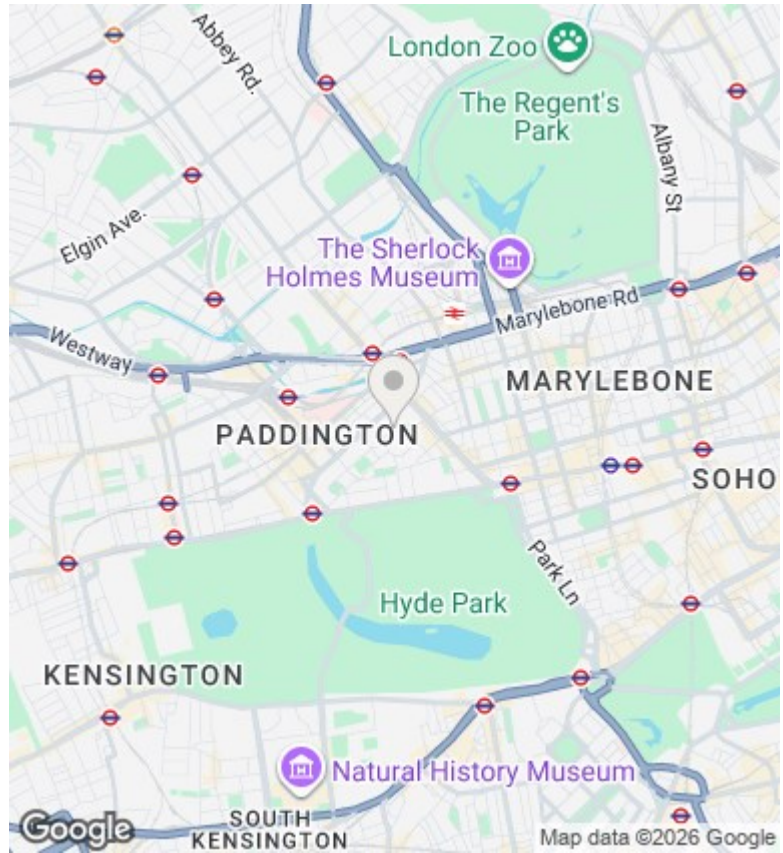 Abbey Rd.
London Zoo
The Regent's
Park
Albany St
Elgin Ave.
The Sherlock
Holmes Museum
Marylebone Rd
Westway
MARYLEBONE
PADDINGTON
SOHO
Park Ln
Hyde Park
KENSINGTON
Natural History Museum
SOUTH
KENSINGTON
Google
Map data ©2026 Google